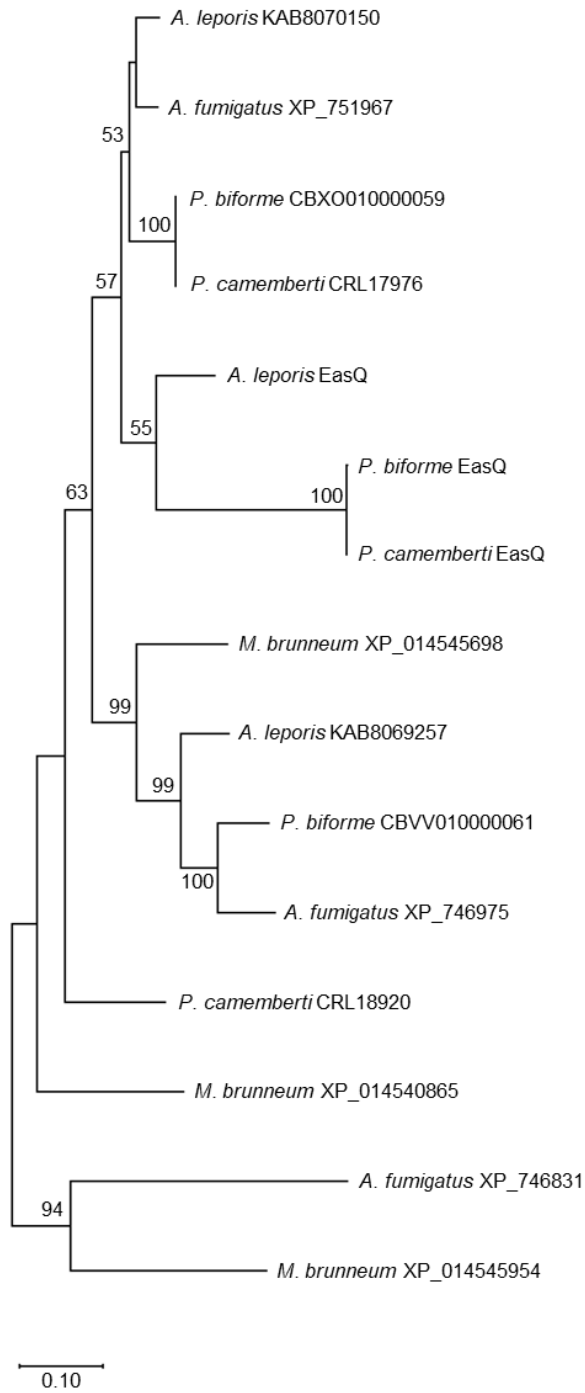 A. leporis KAB8070150
A. fumigatus XP_751967
53
P. biforme CBXO010000059
100
P. camemberti CRL17976
57
A. leporis EasQ
55
P. biforme EasQ
63
100
P. camemberti EasQ
M. brunneum XP_014545698
99
A. leporis KAB8069257
99
P. biforme CBVV010000061
100
A. fumigatus XP_746975
P. camemberti CRL18920
M. brunneum XP_014540865
A. fumigatus XP_746831
94
M. brunneum XP_014545954
0.10